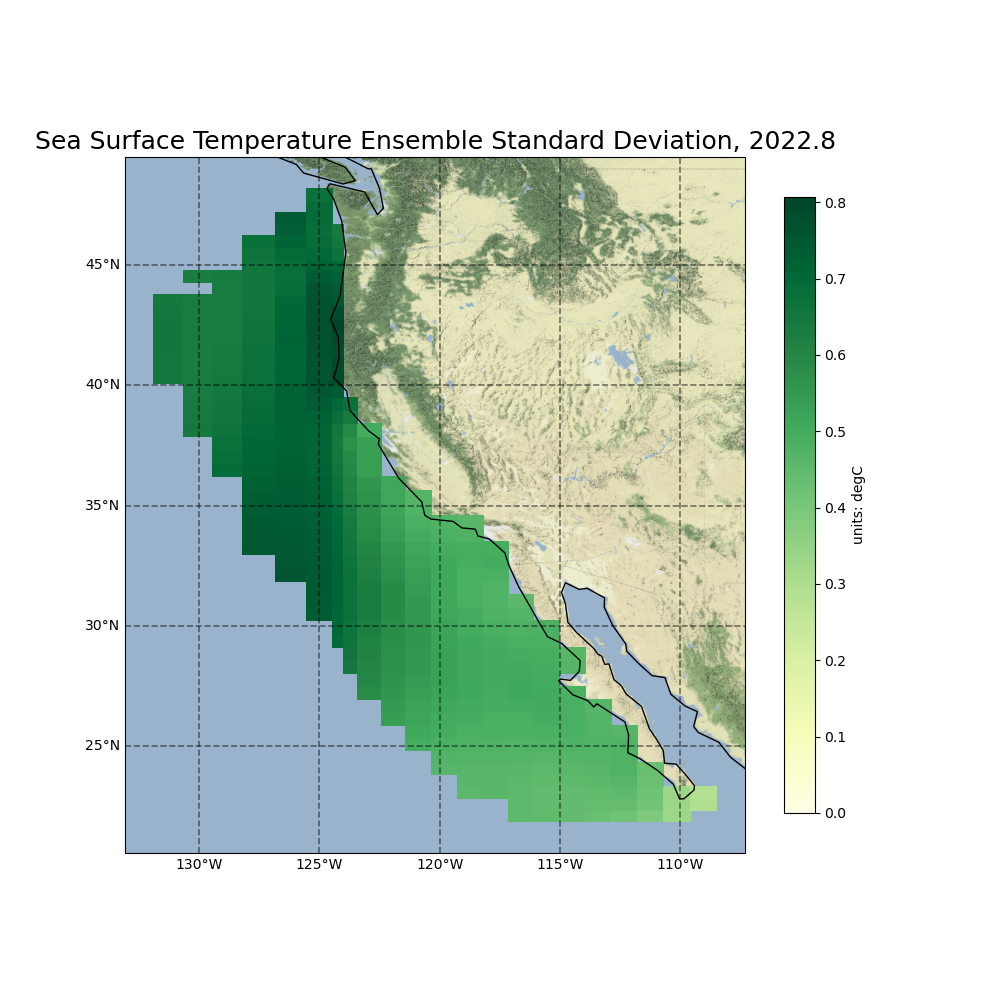 Sea Surface Temperature Ensemble Standard Deviation, 2022.8
45°N
40°N
35°N
30°N
25°N
130°W 125°W 120°W 115°W 110°W
0.8
0.7
0.6
0.5
0.4
0.3
0.2
0.1
0.0
units: degC